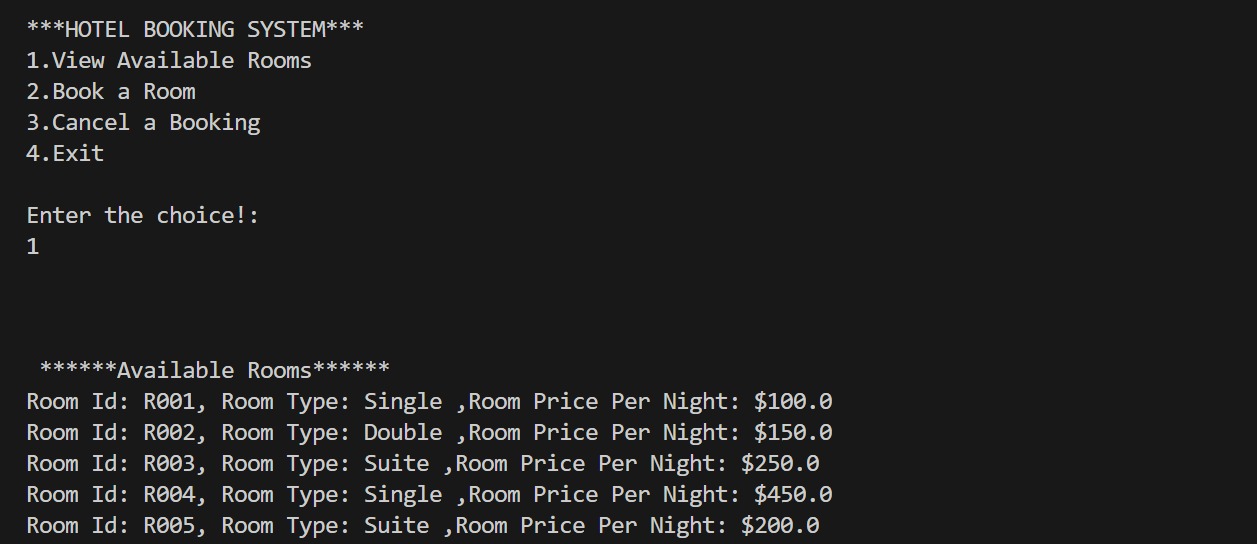 ***HOTEL BOOKING SYSTEM***
1.View Available Rooms
2.Book a Room
3.Cancel a Booking
4.Exit
Enter the choice!:
1
******Available Rooms******
Room Id: R001, Room Type: Single ,Room Price Per Night: $100.0
Room Id: R002, Room Type: Double ,Room Price Per Night: $150.0
Room Id: R003, Room Type: Suite ,Room Price Per Night: $250.0
Room Id: R004, Room Type: Single ,Room Price Per Night: $450.0
Room Id: R005, Room Type: Suite ,Room Price Per Night: $200.0